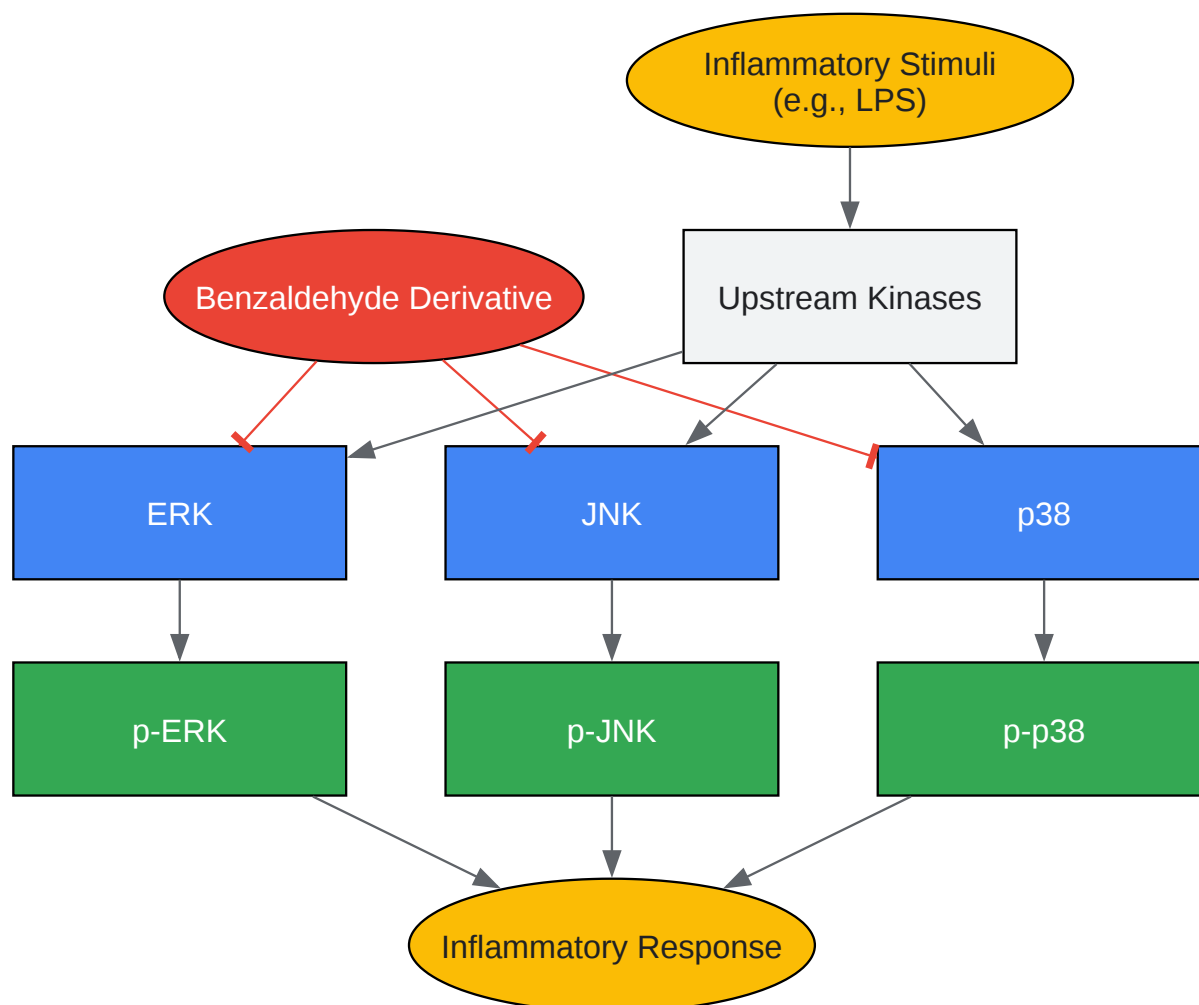 Inflammatory Stimuli
(e.g., LPS)
Benzaldehyde Derivative
Upstream Kinases
ERK
JNK
p38
p-ERK
p-JNK
p-p38
Inflammatory Response